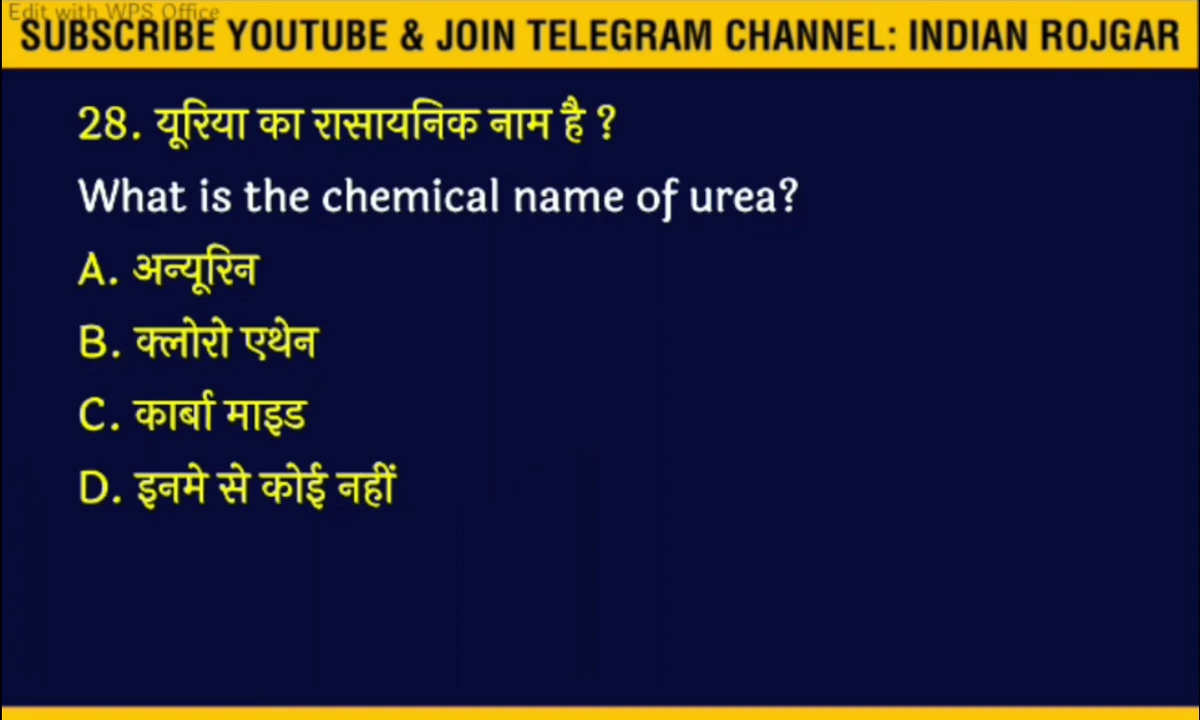 Edit with WPS Office
SUBSCRIBE YOUTUBE & JOIN TELEGRAM CHANNEL: INDIAN ROJGAR
28. यूरिया का रासायनिक नाम है ?
What is the chemical name of urea?
A. अन्यूरिन
B. क्लोरो एथेन
C. कार्बा माइड
D. इनमे से कोई नहीं